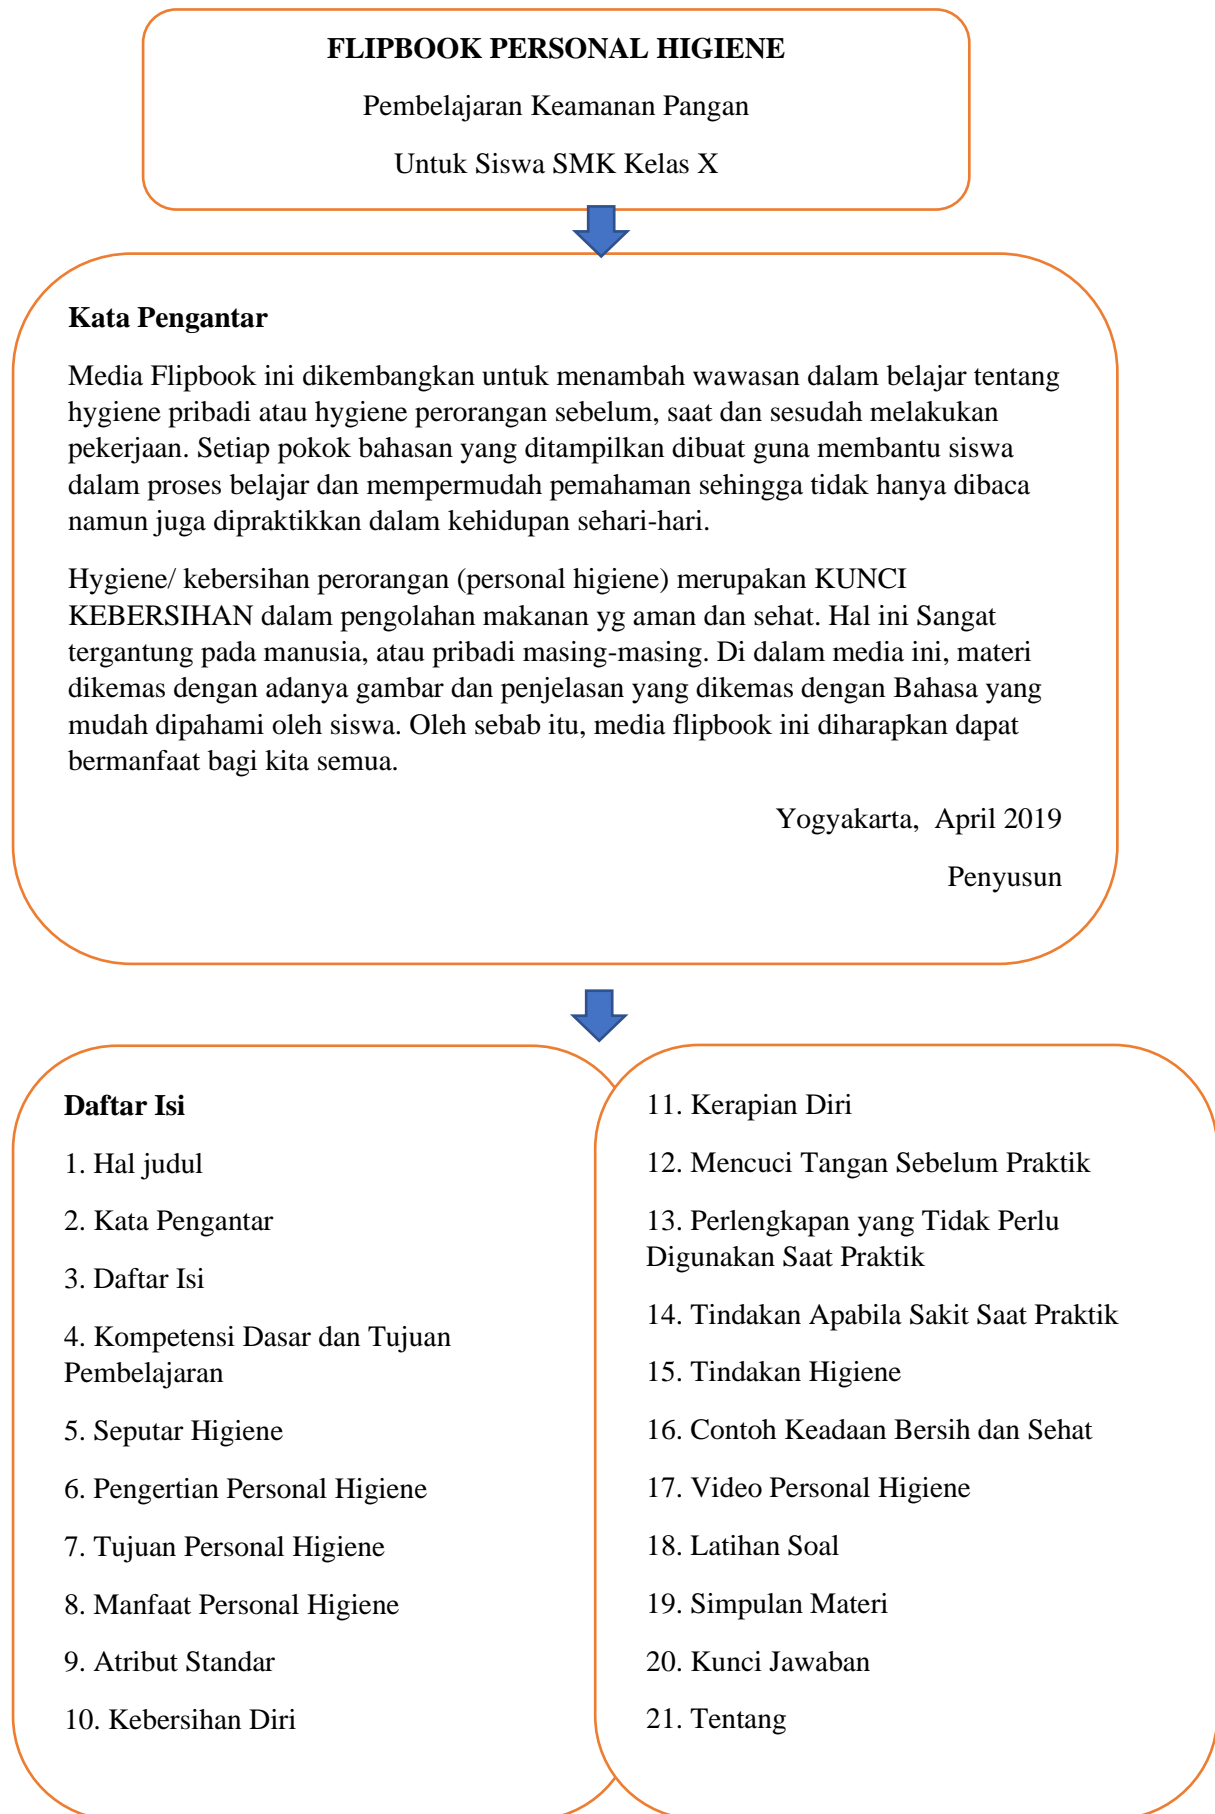 FLIPBOOK PERSONAL HIGIENE
Pembelajaran Keamanan Pangan
Untuk Siswa SMK Kelas X
Kata Pengantar
Media Flipbook ini dikembangkan untuk menambah wawasan dalam belajar tentang
hygiene pribadi atau hygiene perorangan sebelum, saat dan sesudah melakukan
pekerjaan. Setiap pokok bahasan yang ditampilkan dibuat guna membantu siswa
dalam proses belajar dan mempermudah pemahaman sehingga tidak hanya dibaca
namun juga dipraktikkan dalam kehidupan sehari-hari.
Hygiene/ kebersihan perorangan (personal higiene) merupakan KUNCI
KEBERSIHAN dalam pengolahan makanan yg aman dan sehat. Hal ini Sangat
tergantung pada manusia, atau pribadi masing-masing. Di dalam media ini, materi
dikemas dengan adanya gambar dan penjelasan yang dikemas dengan Bahasa yang
mudah dipahami oleh siswa. Oleh sebab itu, media flipbook ini diharapkan dapat
bermanfaat bagi kita semua.
Yogyakarta,  April 2019
Penyusun
Daftar Isi
1. Hal judul
2. Kata Pengantar
3. Daftar Isi
4. Kompetensi Dasar dan Tujuan
Pembelajaran
5. Seputar Higiene
6. Pengertian Personal Higiene
7. Tujuan Personal Higiene
8. Manfaat Personal Higiene
9. Atribut Standar
10. Kebersihan Diri
11. Kerapian Diri
12. Mencuci Tangan Sebelum Praktik
13. Perlengkapan yang Tidak Perlu
Digunakan Saat Praktik
14. Tindakan Apabila Sakit Saat Praktik
15. Tindakan Higiene
16. Contoh Keadaan Bersih dan Sehat
17. Video Personal Higiene
18. Latihan Soal
19. Simpulan Materi
20. Kunci Jawaban
21. Tentang